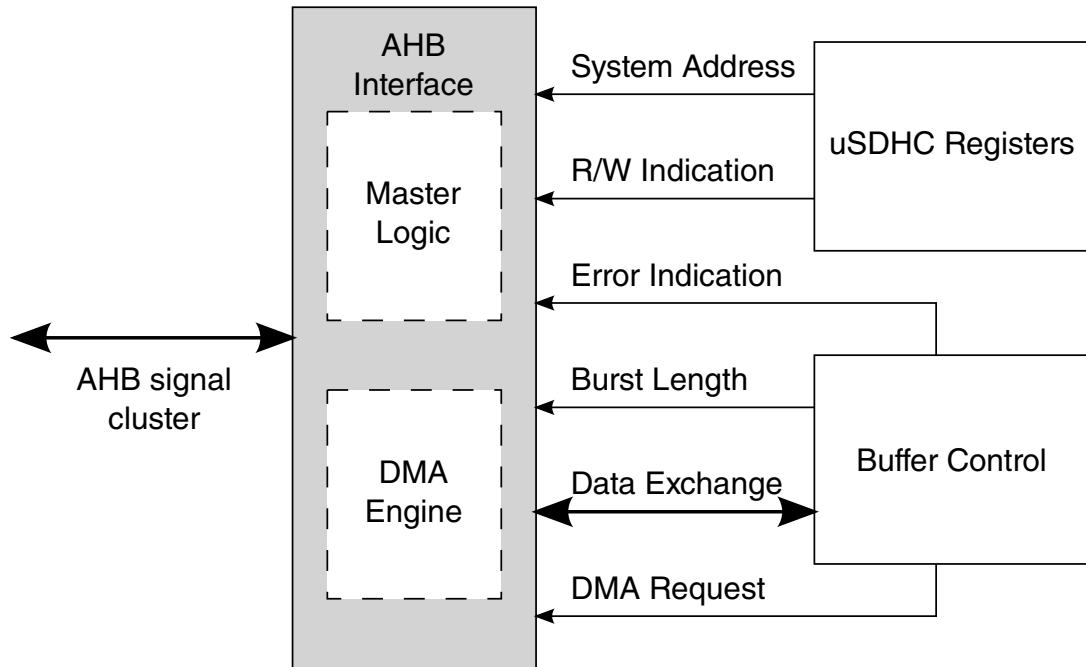 AHB
Interface
Master
Logic
DMA
Engine
AHB signal
cluster
System Address
R/W Indication
Error Indication
Burst Length
Data Exchange
DMA Request
uSDHC Registers
Buffer Control